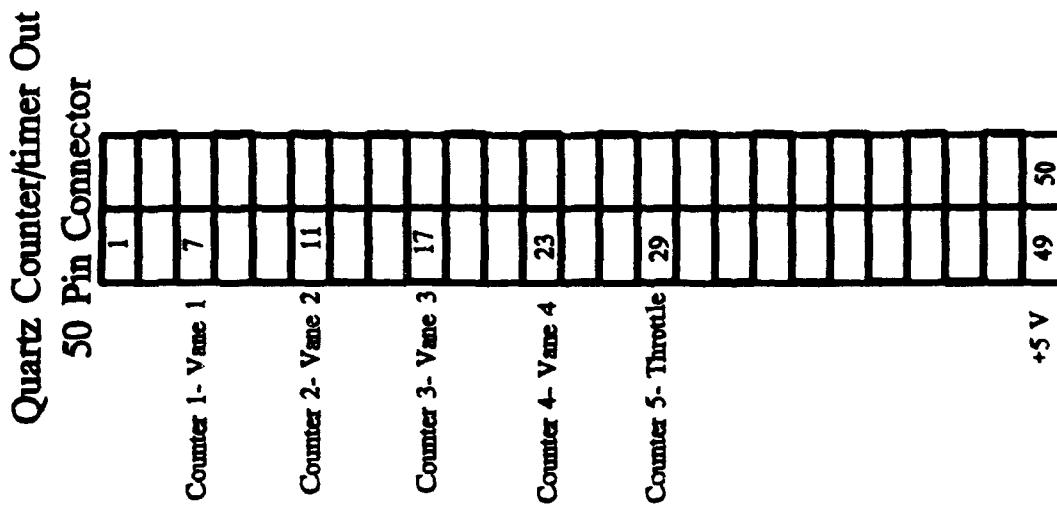 Quartz Counter/timer Out
50 Pin Connector
1
Counter 1- Vane 1
7
Counter 2- Vane 2
11
Counter 3- Vane 3
17
Counter 4- Vane 4
23
Counter 5- Throttle
29
+5 V
49
50